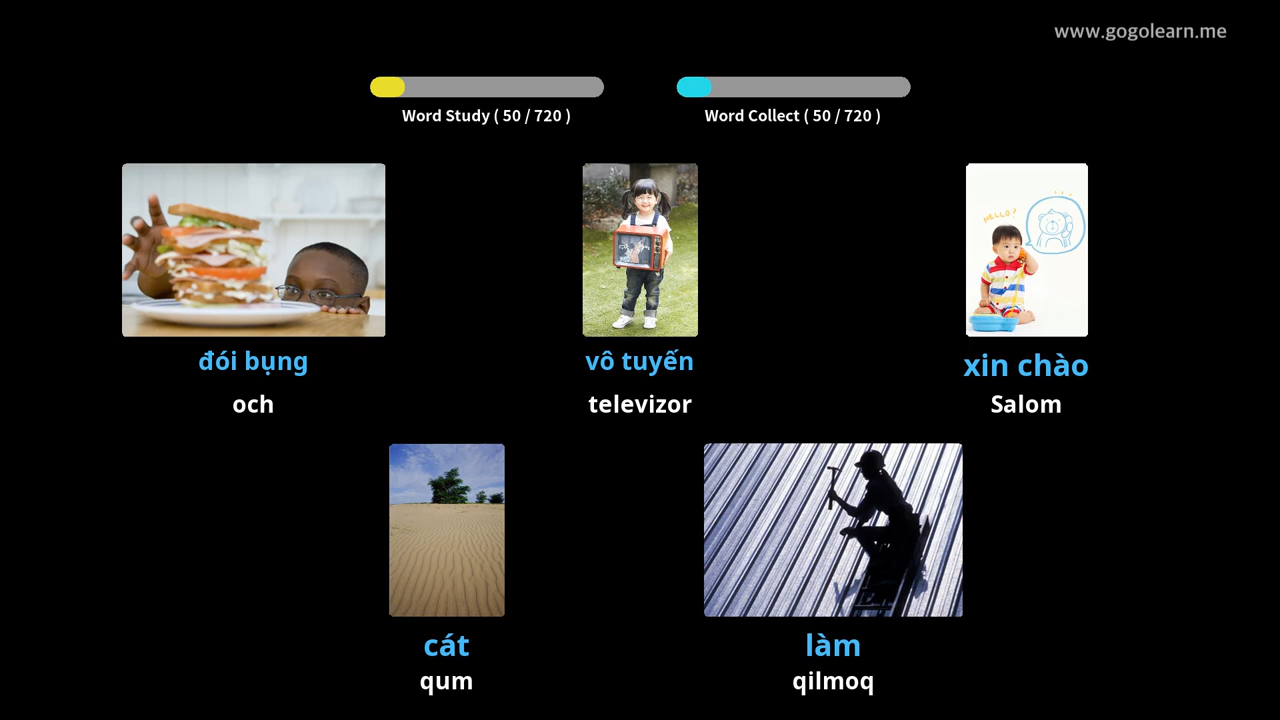 www.gogolearn.me
Word Study ( 50 / 720 )
Word Collect ( 50 / 720 )
HELLO?
đói bụng
och
vô tuyến
televizor
xin chào
Salom
cát
qum
làm
qilmoq